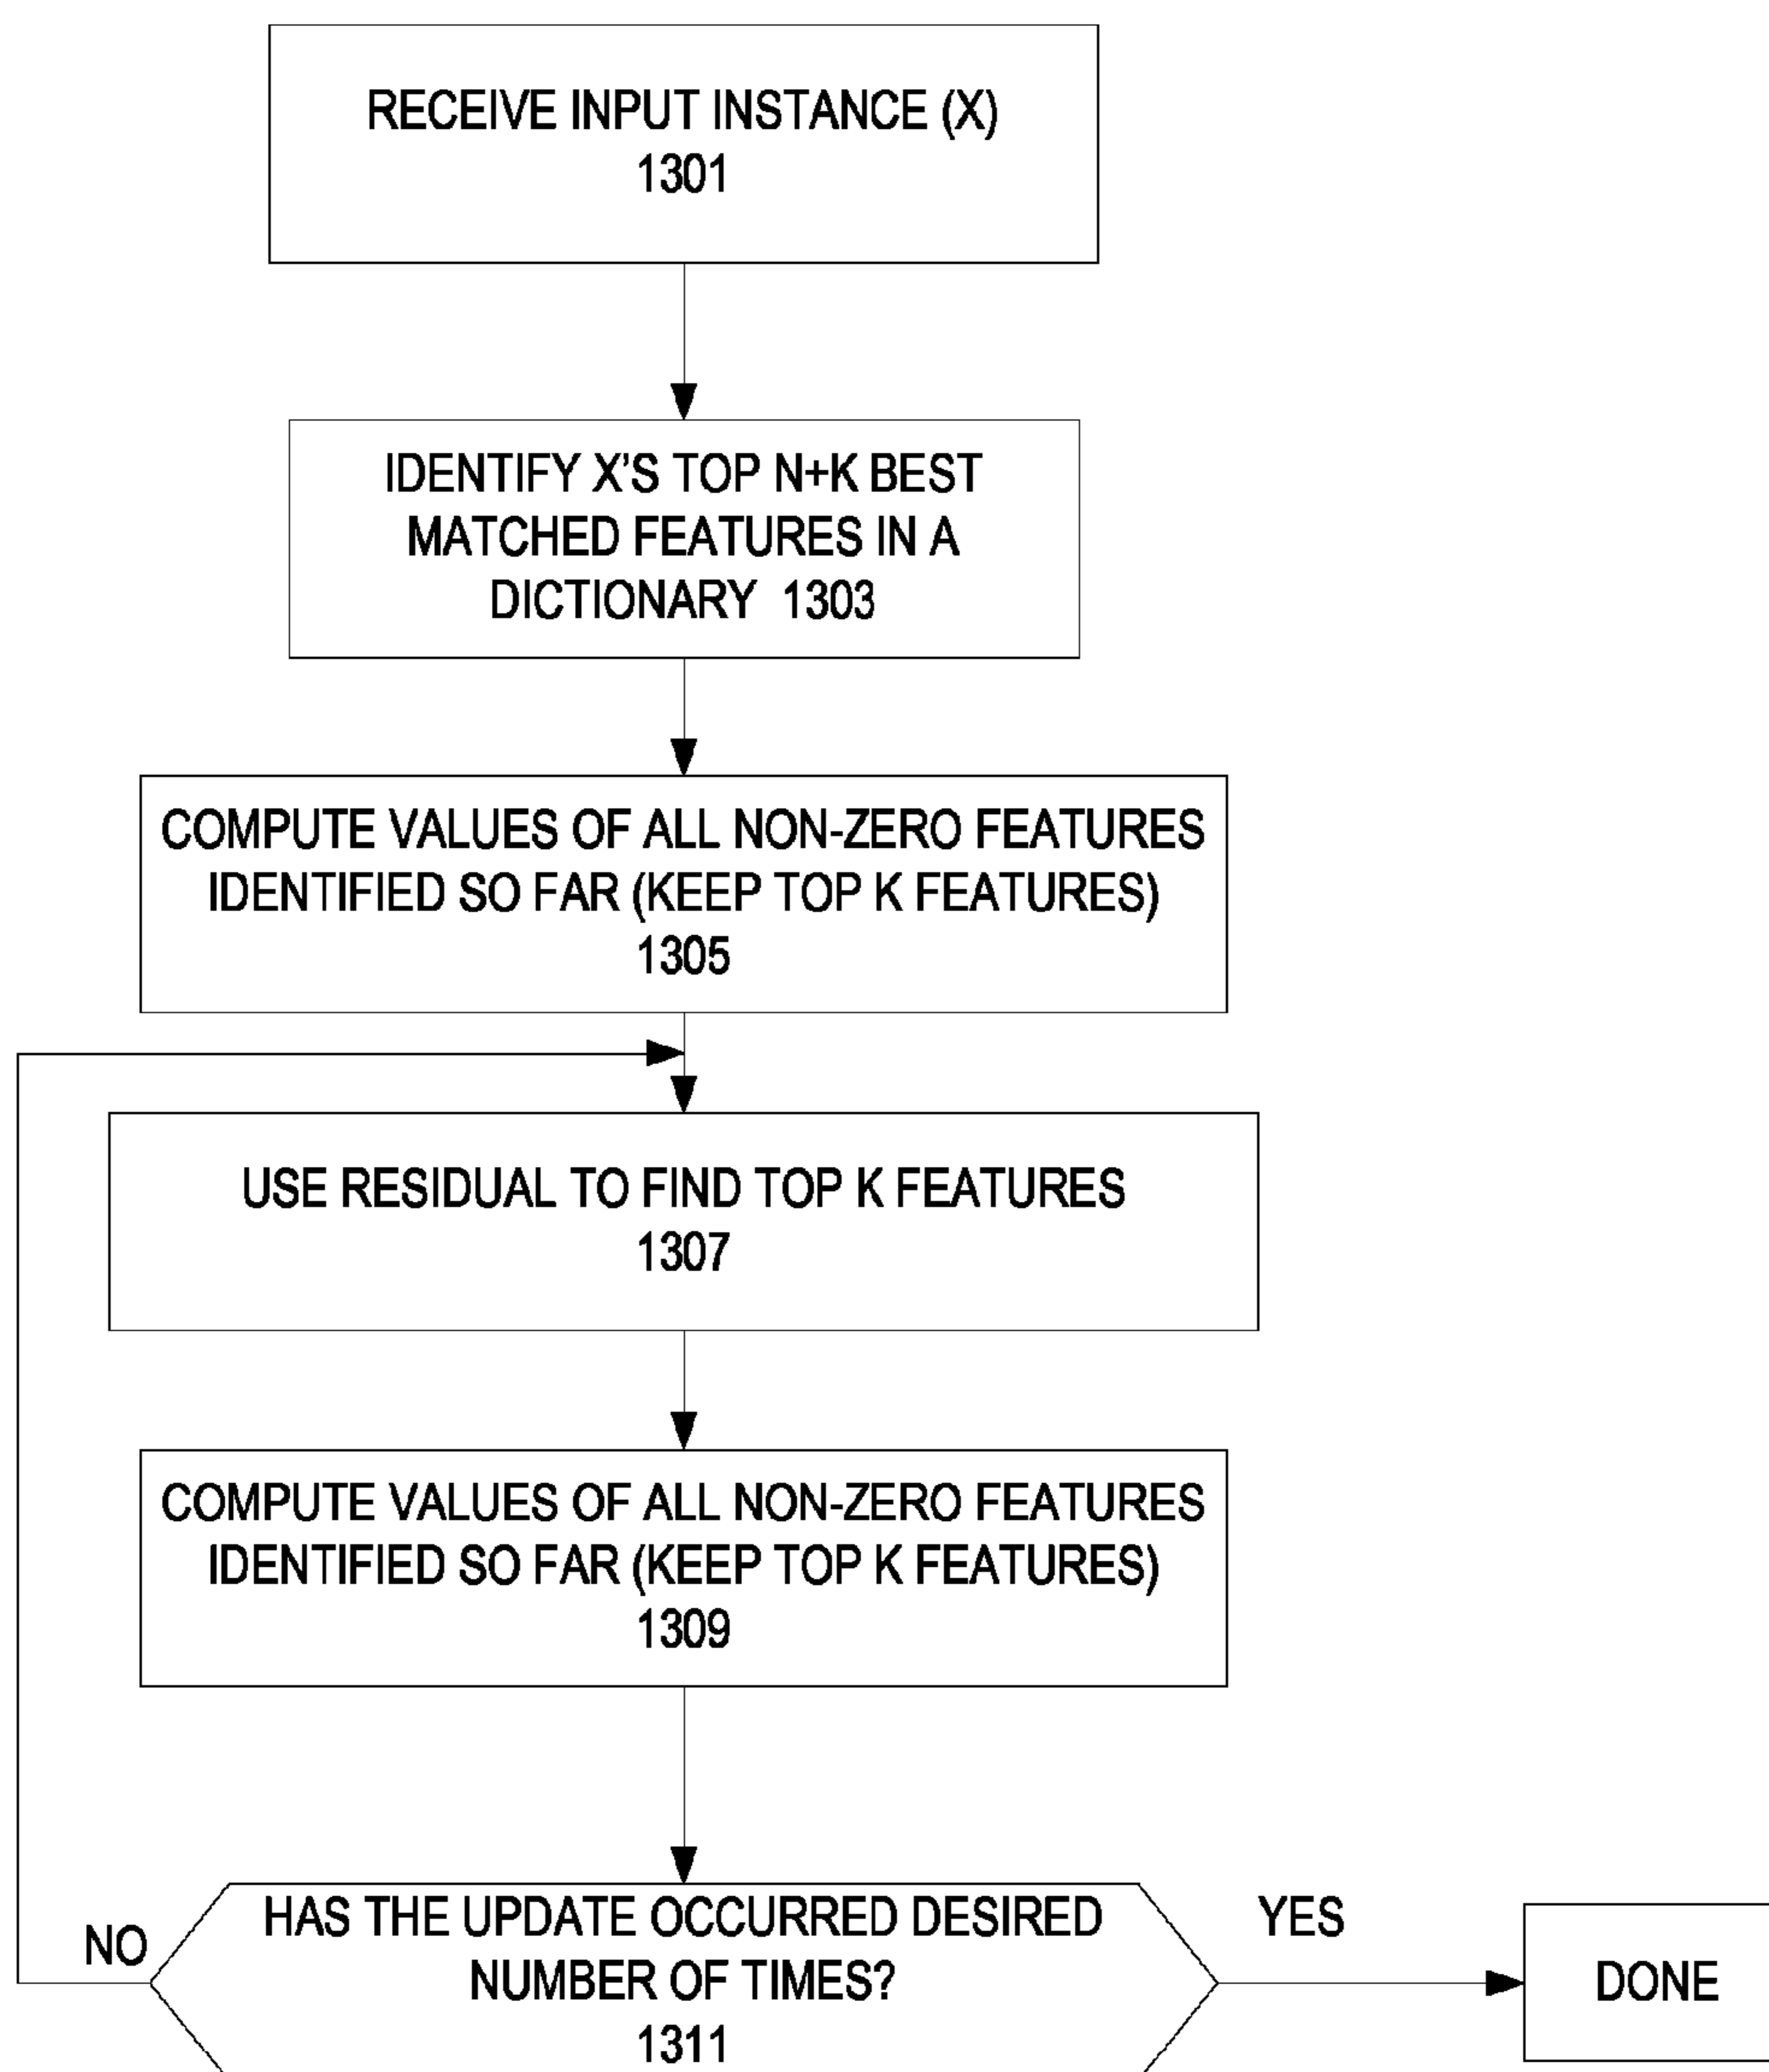 RECEIVE INPUT INSTANCE (X)
1301
IDENTIFY X'S TOP N+K BEST
MATCHED FEATURES IN A
DICTIONARY 1303
COMPUTE VALUES OF ALL NON-ZERO FEATURES
IDENTIFIED SO FAR (KEEP TOP K FEATURES)
1305
USE RESIDUAL TO FIND TOP K FEATURES
1307
COMPUTE VALUES OF ALL NON-ZERO FEATURES
IDENTIFIED SO FAR (KEEP TOP K FEATURES)
1309
HAS THE UPDATE OCCURRED DESIRED
NUMBER OF TIMES?
1311
NO
YES
DONE